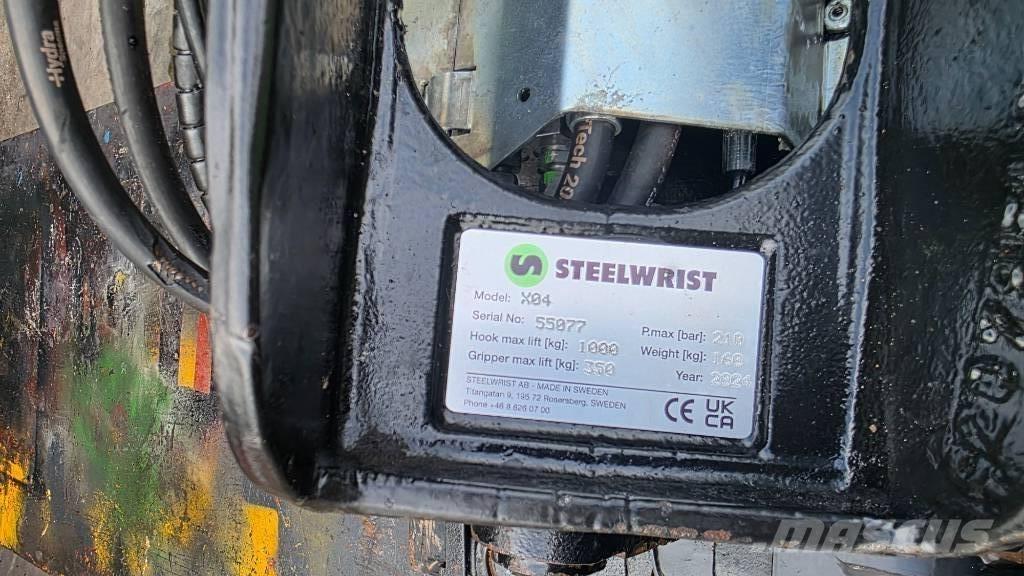 Hydra
Tech 20
STEELWRIST
Model: X04
Serial No: 55077
Hook max lift [kg]: 1000
Gripper max lift [kg]: 350
P.max [bar]: 210
Weight [kg]: 160
Year: 2024
STEELWRIST AB - MADE IN SWEDEN
Titangatan 9, 195 72 Rosersberg, SWEDEN
Phone +46 8 626 07 00
CE UK
CA
MASCUS